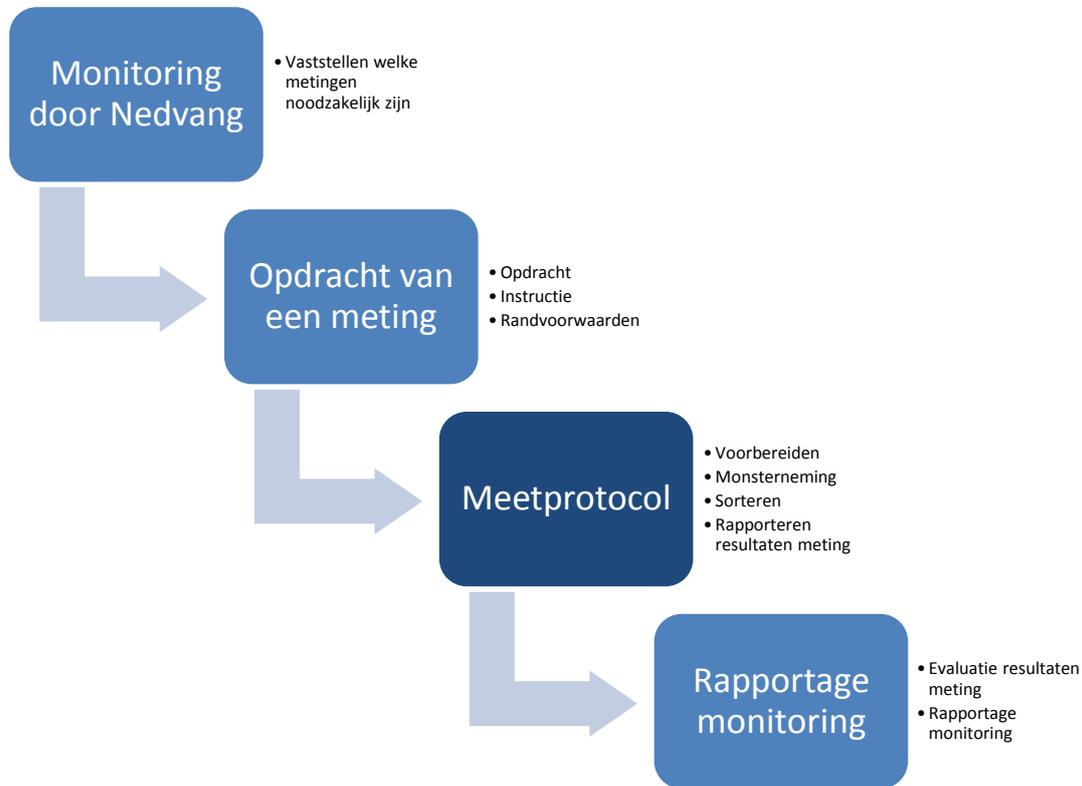 Monitoring
door Nedvang
• Vaststellen welke
metingen
noodzakelijk zijn
Opdracht van
een meting
• Opdracht
• Instructie
• Randvoorwaarden
Meetprotocol
• Voorbereiden
• Monsterneming
• Sorteren
• Rapporteren
resultaten meting
Rapportage
monitoring
• Evaluatie resultaten
meting
• Rapportage
monitoring